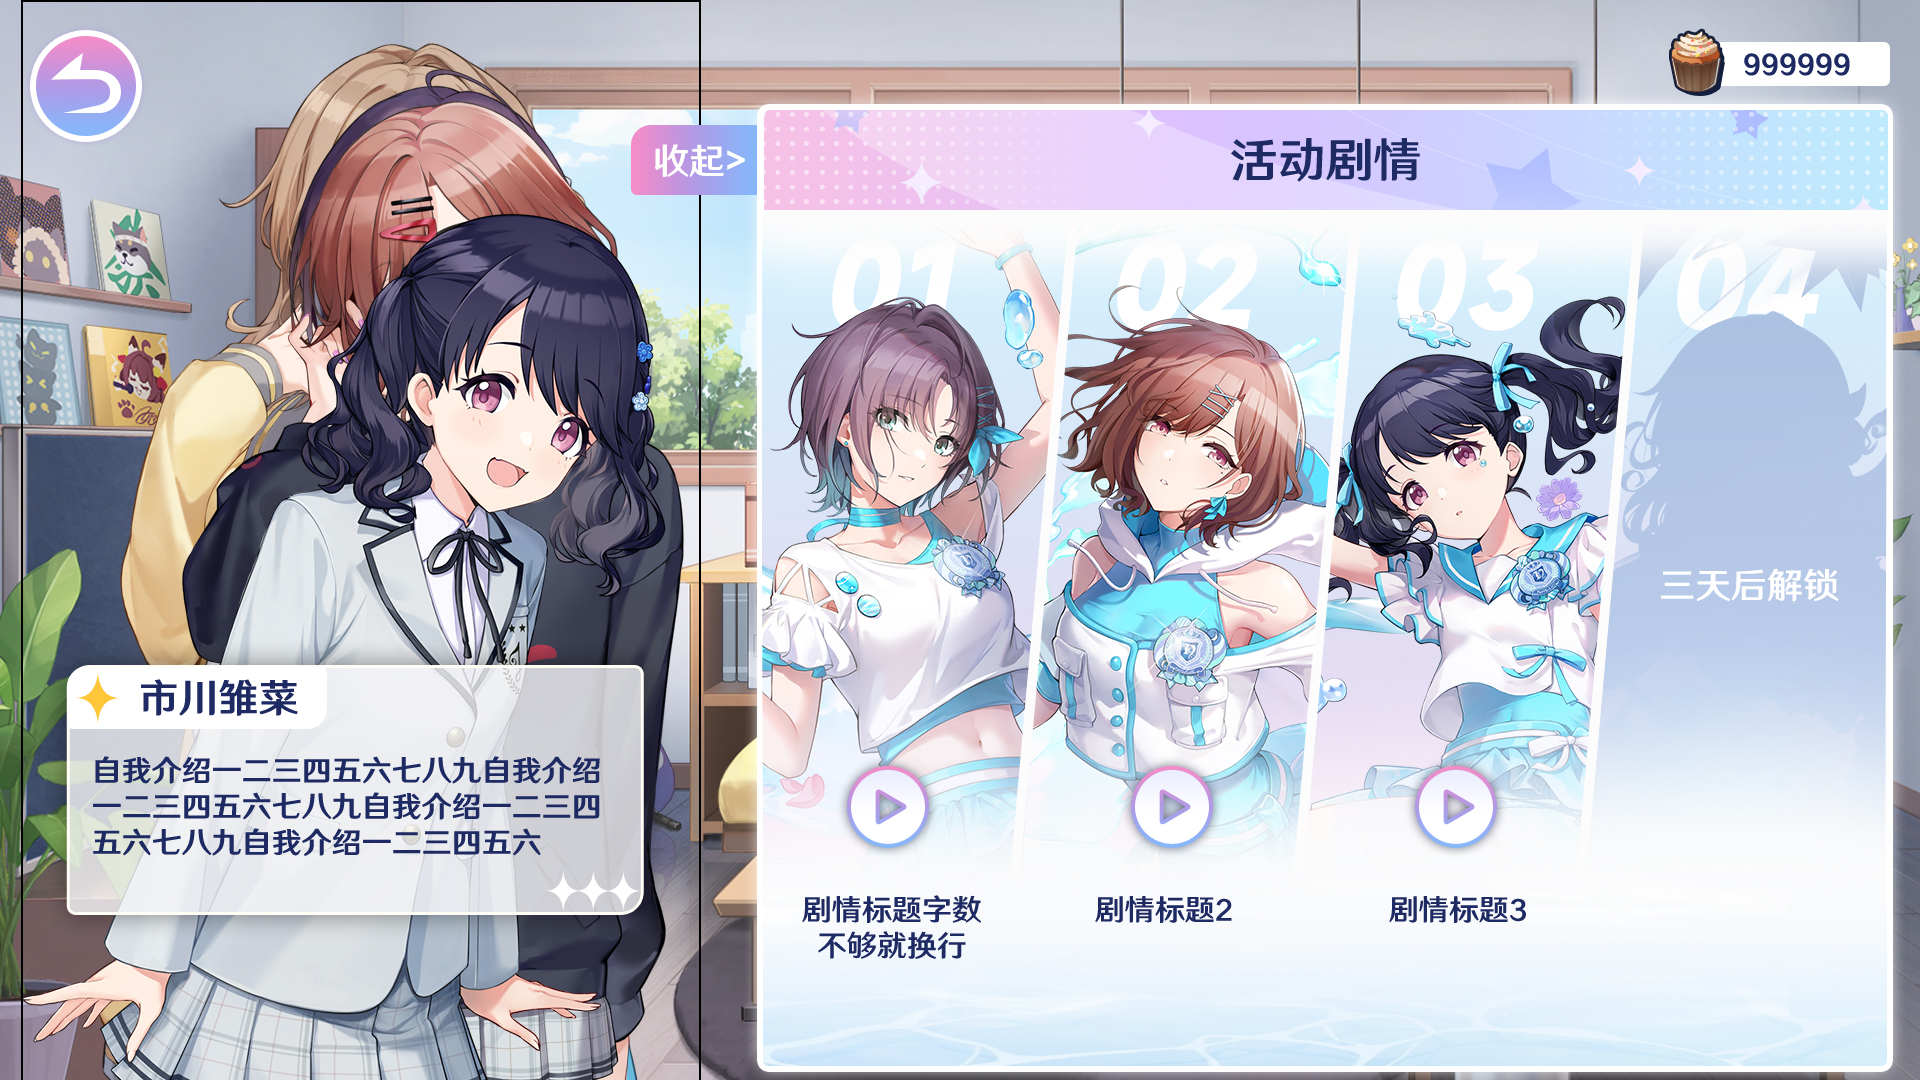 999999
收起>
活动剧情
01
02
03
04
三天后解锁
市川雏菜
自我介绍一二三四五六七八九自我介绍
一二三四五六七八九自我介绍一二三四
五六七八九自我介绍一二三四五六
剧情标题字数
不够就换行
剧情标题2
剧情标题3